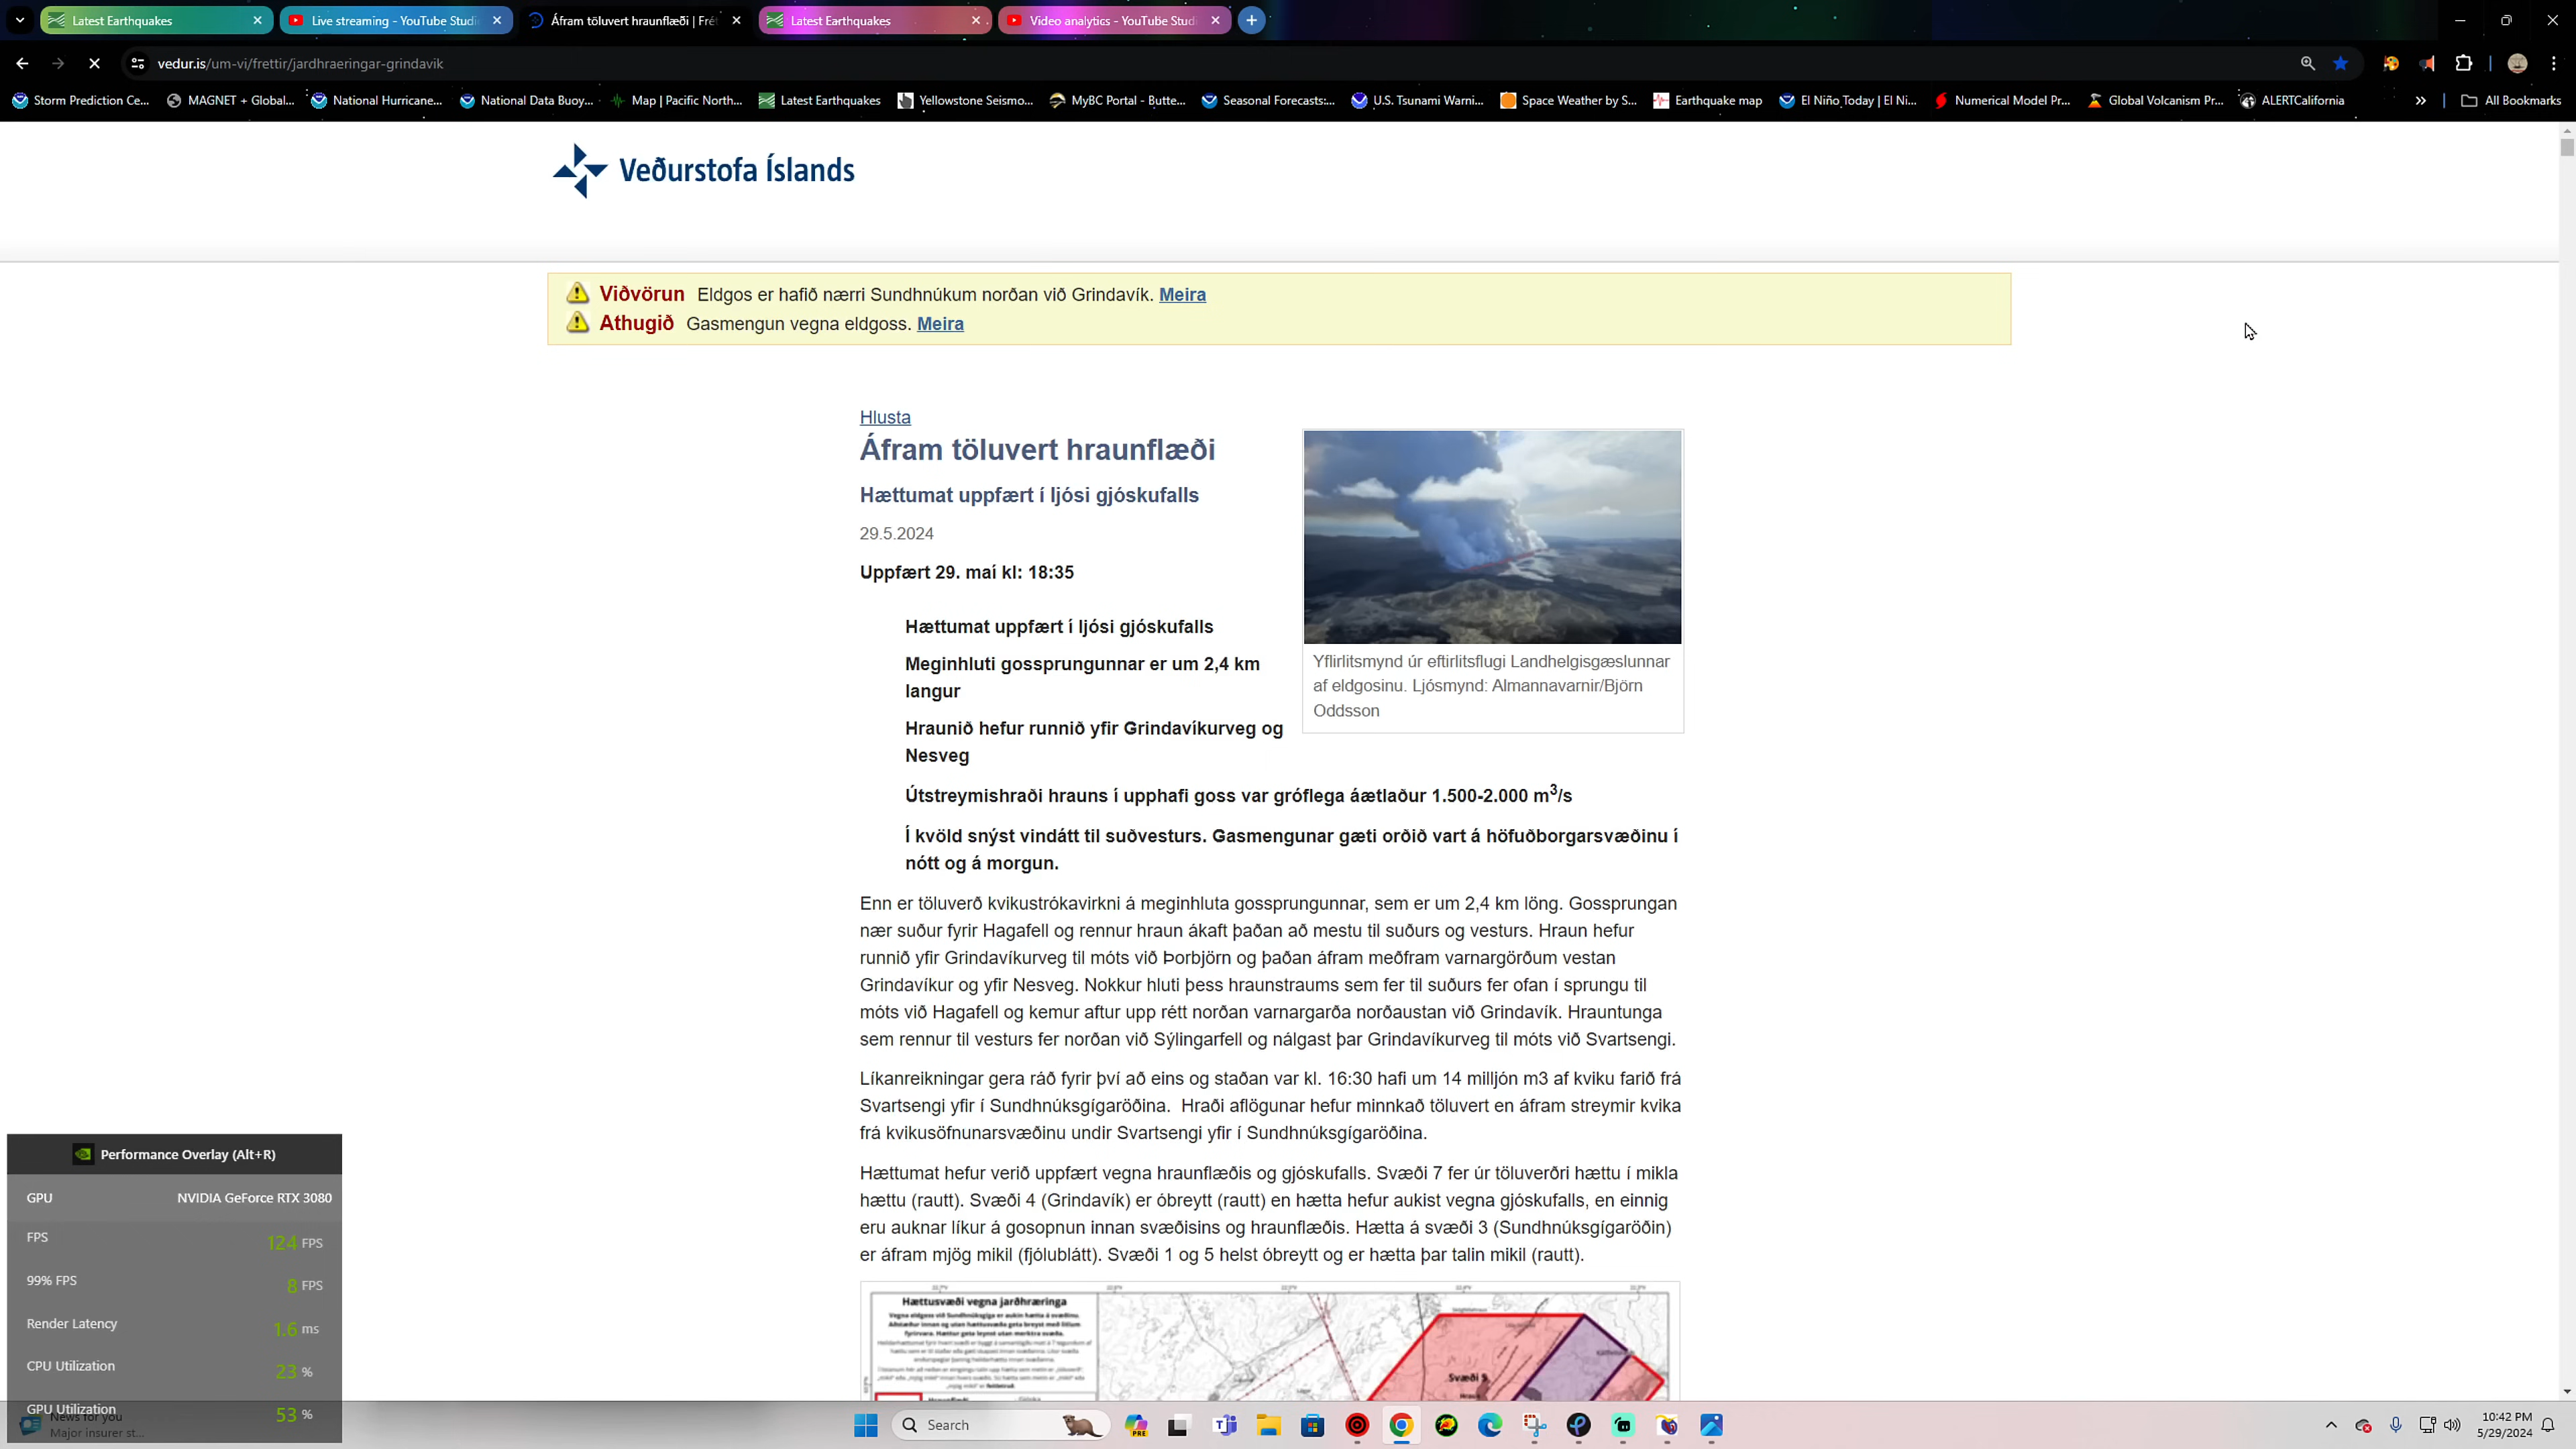 Latest Earthquakes
Live streaming - YouTube Studi
Áfram töluvert hraunflæði | Frét
Latest Earthquakes
Video analytics - YouTube Studi
vedur.is/um-vi/frettir/jardhraeringar-grindavik
Storm Prediction Ce...
MAGNET + Global...
National Hurricane...
National Data Buoy...
Map | Pacific North...
Latest Earthquakes
Yellowstone Seismo...
MyBC Portal - Butte...
Seasonal Forecasts:...
U.S. Tsunami Warni...
Space Weather by S...
Earthquake map
El Niño Today | El Ni...
Numerical Model Pr...
Global Volcanism Pr...
ALERTCalifornia
All Bookmarks
Veðurstofa Íslands
Viðvörun Eldgos er hafið nærri Sundhnúkum norðan við Grindavík. Meira
Athugið Gasmengun vegna eldgoss. Meira
Hlusta
Áfram töluvert hraunflæði
Hættumat uppfært í ljósi gjóskufalls
29.5.2024
Uppfært 29. maí kl: 18:35
Hættumat uppfært í ljósi gjóskufalls
Meginhluti gossprungunnar er um 2,4 km
langur
Hraunið hefur runnið yfir Grindavíkurveg og
Nesveg
Yflirlitsmynd úr eftirlitsflugi Landhelgisgæslunnar
af eldgosinu. Ljósmynd: Almannavarnir/Björn
Oddsson
Útstreymishraði hrauns í upphafi goss var gróflega áætlaður 1.500-2.000 m³/s
Í kvöld snýst vindátt til suðvesturs. Gasmengunar gæti orðið vart á höfuðborgarsvæðinu í
nótt og á morgun.
Enn er töluverð kvikustrókavirkni á meginhluta gossprungunnar, sem er um 2,4 km löng. Gossprungan
nær suður fyrir Hagafell og rennur hraun ákaft þaðan að mestu til suðurs og vesturs. Hraun hefur
runnið yfir Grindavíkurveg til móts við Þorbjörn og þaðan áfram meðfram varnargörðum vestan
Grindavíkur og yfir Nesveg. Nokkur hluti þess hraunstraums sem fer til suðurs fer ofan í sprungu til
móts við Hagafell og kemur aftur upp rétt norðan varnargarða norðaustan við Grindavík. Hrauntunga
sem rennur til vesturs fer norðan við Sýlingarfell og nálgast þar Grindavíkurveg til móts við Svartsengi.
Líkanreikningar gera ráð fyrir því að eins og staðan var kl. 16:30 hafi um 14 milljón m3 af kviku farið frá
Svartsengi yfir í Sundhnúksgígaröðina. Hraði aflögunar hefur minnkað töluvert en áfram streymir kvika
frá kvikusöfnunarsvæðinu undir Svartsengi yfir í Sundhnúksgígaröðina.
Hættumat hefur verið uppfært vegna hraunflæðis og gjóskufalls. Svæði 7 fer úr töluverðri hættu í mikla
hættu (rautt). Svæði 4 (Grindavík) er óbreytt (rautt) en hætta hefur aukist vegna gjóskufalls, en einnig
eru auknar líkur á gosopnun innan svæðisins og hraunflæðis. Hætta á svæði 3 (Sundhnúksgígaröðin)
er áfram mjög mikil (fjólublátt). Svæði 1 og 5 helst óbreytt og er hætta þar talin mikil (rautt).
Hættusvæði vegna jarðhræringa
Svæði 5
Performance Overlay (Alt+R)
GPU NVIDIA GeForce RTX 3080
FPS 124 FPS
99% FPS 8 FPS
Render Latency 1.6 ms
CPU Utilization 23 %
GPU Utilization 53 %
News for you
Major insurer st...
Search
PRE
10:42 PM
5/29/2024